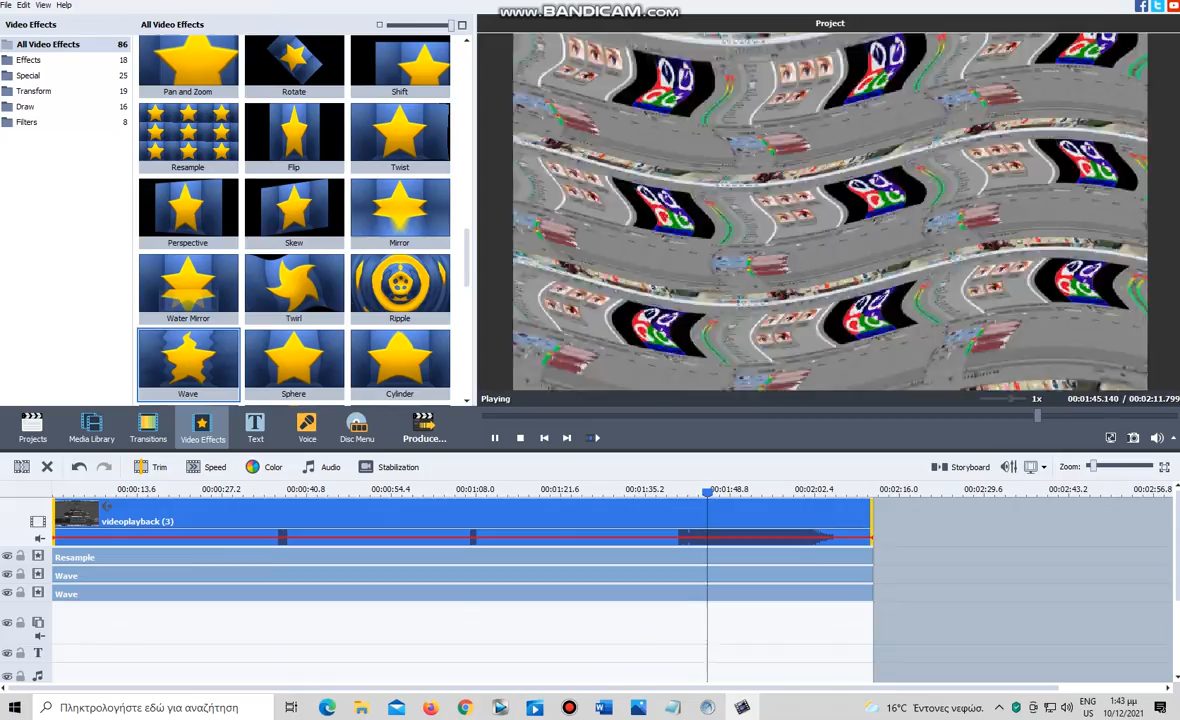 File Edit View Help
www.BANDICAM.com
Video Effects
All Video Effects
Project
All Video Effects 86
Effects 18
Special 25
Transform 19
Draw 16
Filters 8
Pan and Zoom
Rotate
Shift
Resample
Flip
Twist
Perspective
Skew
Mirror
Water Mirror
Twirl
Ripple
Wave
Sphere
Cylinder
Playing
1x
00:01:45.140 / 00:02:11.799
Projects
Media Library
Transitions
Video Effects
Text
Voice
Disc Menu
Produce...
Trim
Speed
Color
Audio
Stabilization
Storyboard
Zoom:
00:00:13.6 00:00:27.2 00:00:40.8 00:00:54.4 00:01:08.0 00:01:21.6 00:01:35.2 00:01:48.8 00:02:02.4 00:02:16.0 00:02:29.6 00:02:43.2 00:02:56.8
videoplayback (3)
Resample
Wave
Wave
T
Πληκτρολογήστε εδώ για αναζήτηση
16°C Έντονες νεφώσ.
ENG
US
1:43 μμ
10/12/2021